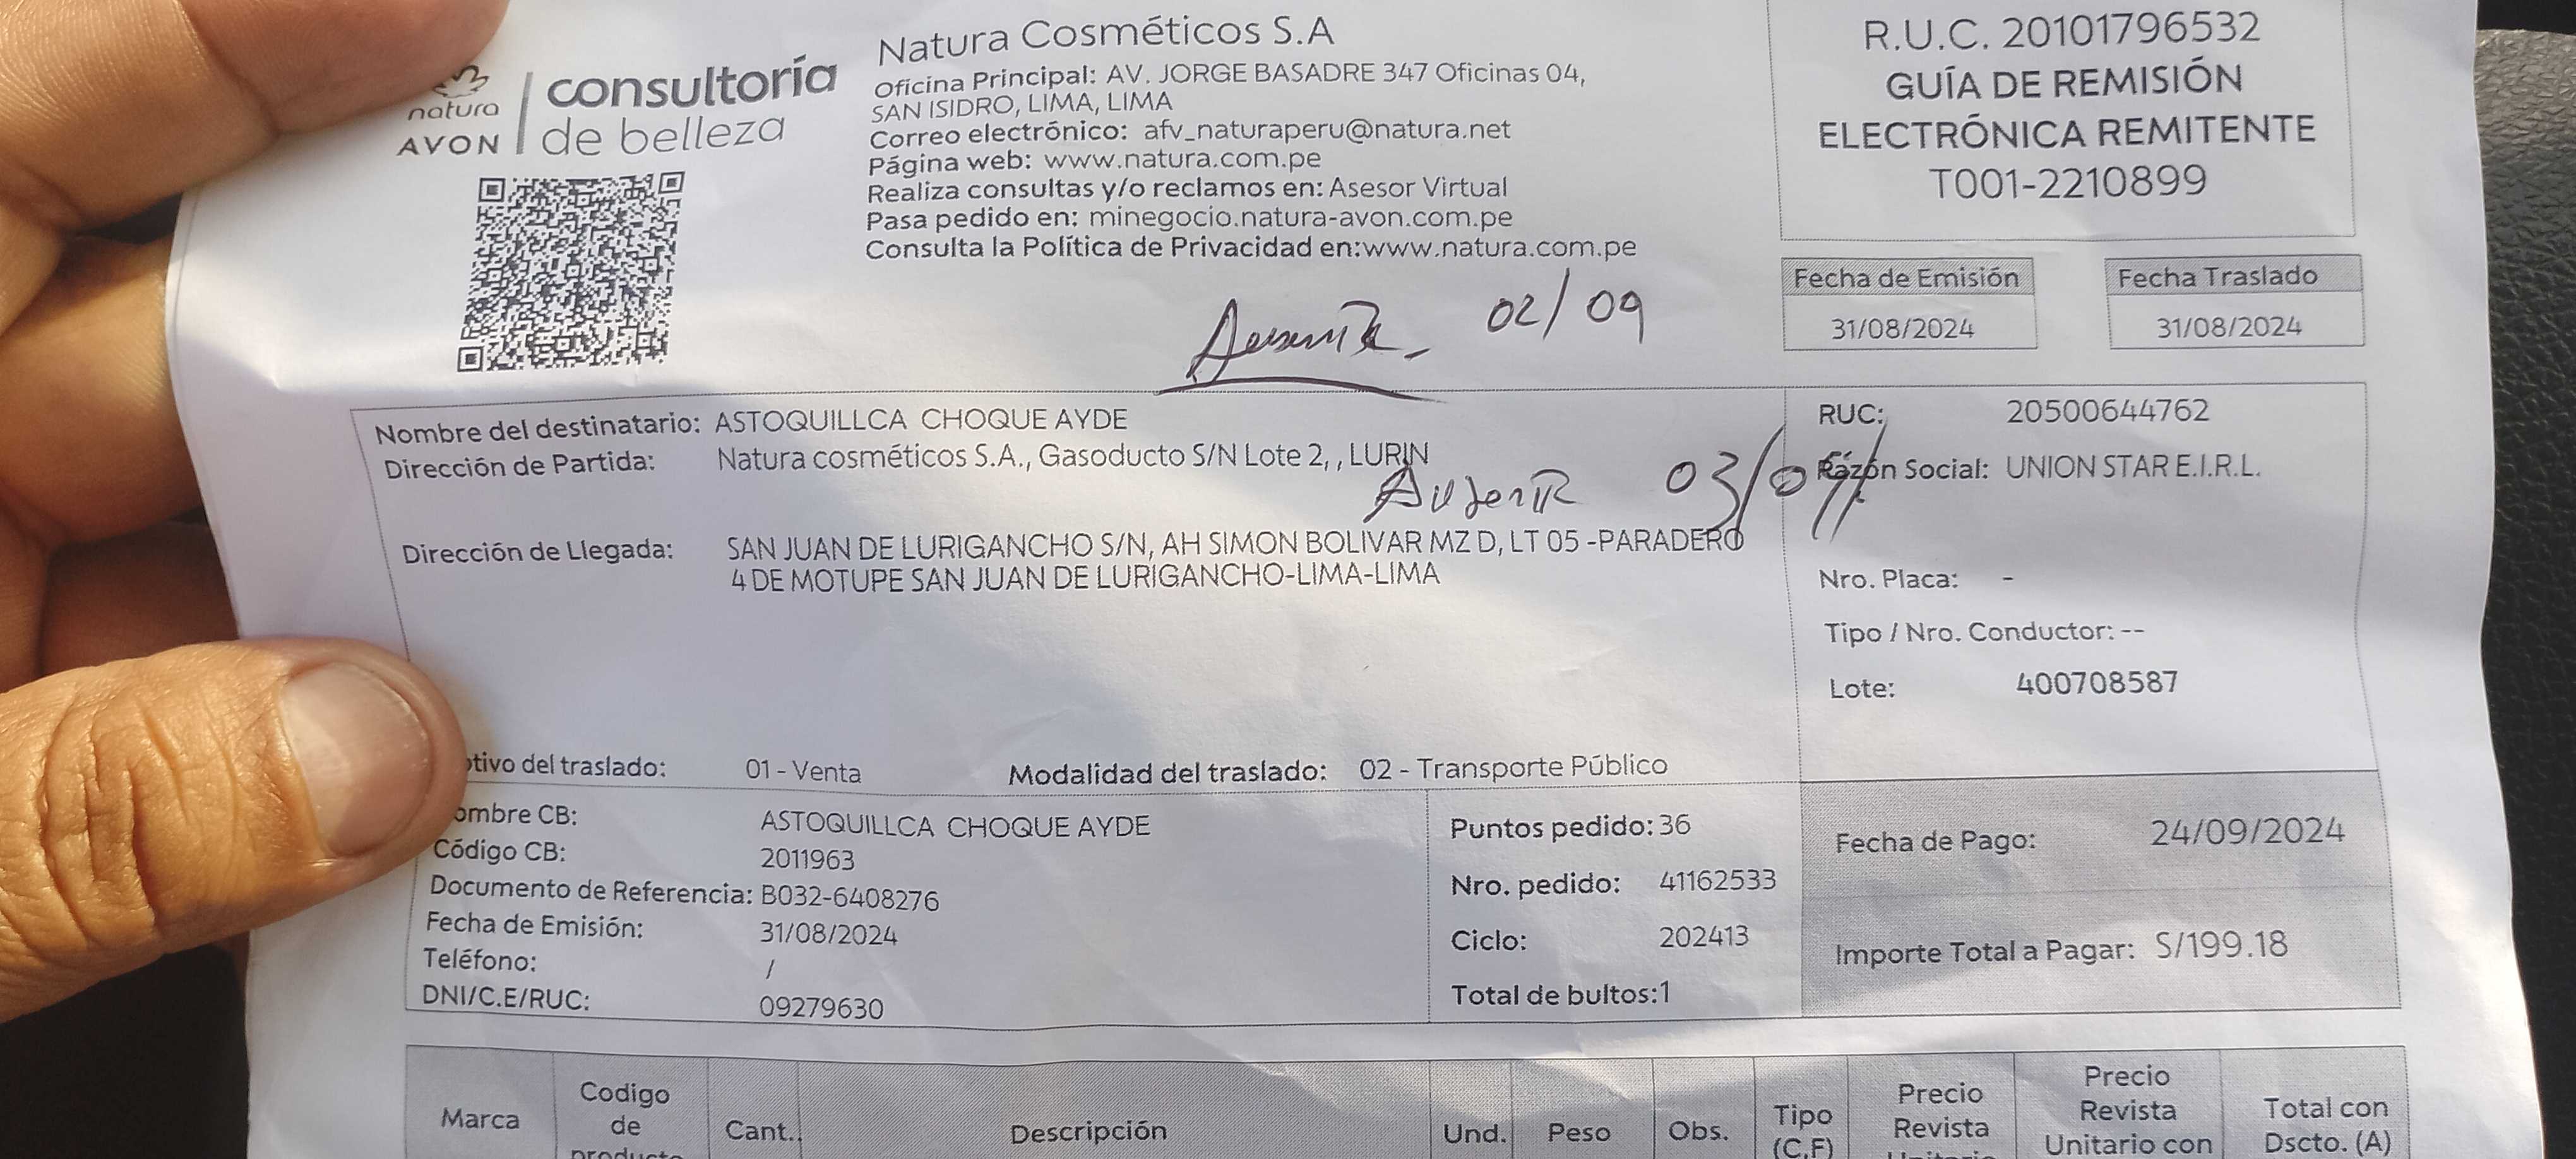 natura
AVON
consultoría
de belleza
Natura Cosméticos S.A
Oficina Principal: AV. JORGE BASADRE 347 Oficinas 04,
SAN ISIDRO, LIMA, LIMA
Correo electrónico: afv_naturaperu@natura.net
Página web: www.natura.com.pe
Realiza consultas y/o reclamos en: Asesor Virtual
Pasa pedido en: minegocio.natura-avon.com.pe
Consulta la Política de Privacidad en:www.natura.com.pe
R.U.C. 20101796532
GUÍA DE REMISIÓN
ELECTRÓNICA REMITENTE
T001-2210899
Fecha de Emisión
31/08/2024
Fecha Traslado
31/08/2024
Ausente 02/09
Nombre del destinatario: ASTOQUILLCA CHOQUE AYDE
Dirección de Partida: Natura cosméticos S.A., Gasoducto S/N Lote 2, , LURIN
Ausente 03/09
Dirección de Llegada: SAN JUAN DE LURIGANCHO S/N, AH SIMON BOLIVAR MZ D, LT 05 -PARADERO
4 DE MOTUPE SAN JUAN DE LURIGANCHO-LIMA-LIMA
RUC: 20500644762
Razón Social: UNION STAR E.I.R.L.
Nro. Placa: -
Tipo / Nro. Conductor: --
Lote: 400708587
otivo del traslado: 01 - Venta Modalidad del traslado: 02 - Transporte Público
ombre CB: ASTOQUILLCA CHOQUE AYDE
Código CB: 2011963
Documento de Referencia: B032-6408276
Fecha de Emisión: 31/08/2024
Teléfono: /
DNI/C.E/RUC: 09279630
Puntos pedido: 36
Nro. pedido: 41162533
Ciclo: 202413
Total de bultos:1
Fecha de Pago: 24/09/2024
Importe Total a Pagar: S/199.18
Marca
Codigo
de
producto
Cant.
Descripción
Und.
Peso
Obs.
Tipo
(C,F)
Precio
Revista
Precio
Revista
Unitario con
Total con
Dscto. (A)